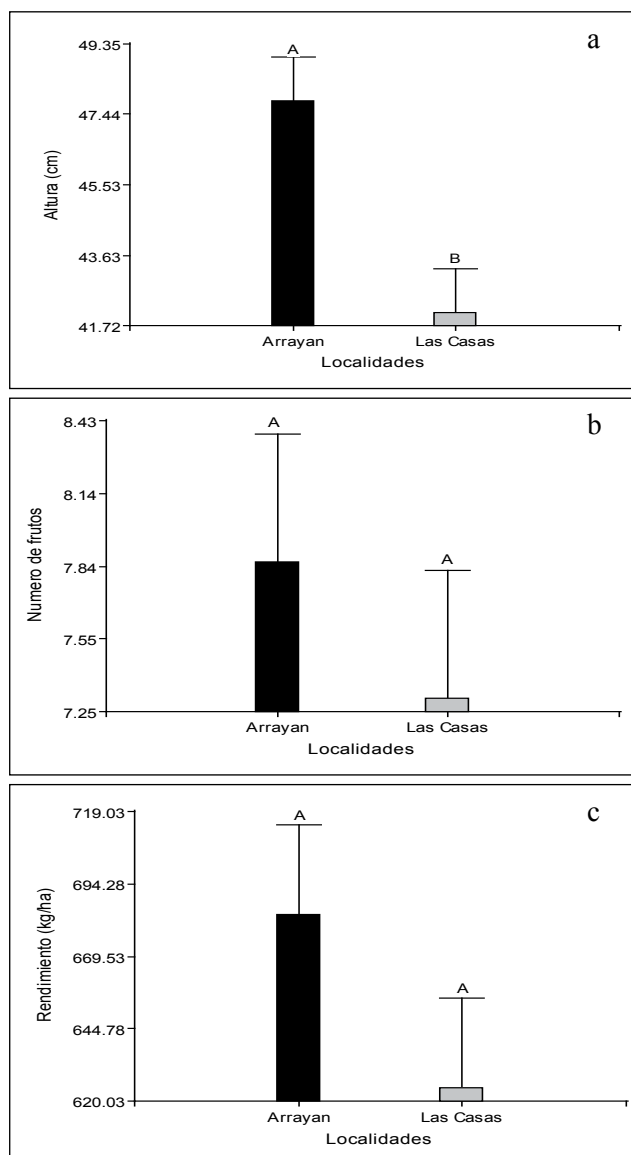 a
49.35
A
47.44
Altura (cm)
45.53
43.63
B
41.72
Arrayan
Las Casas
Localidades
b
8.43
A
8.14
Numero de frutos
7.84
A
7.55
7.25
Arrayan
Las Casas
Localidades
c
719.03
A
694.28
Rendimiento (kg/ha)
669.53
A
644.78
620.03
Arrayan
Las Casas
Localidades